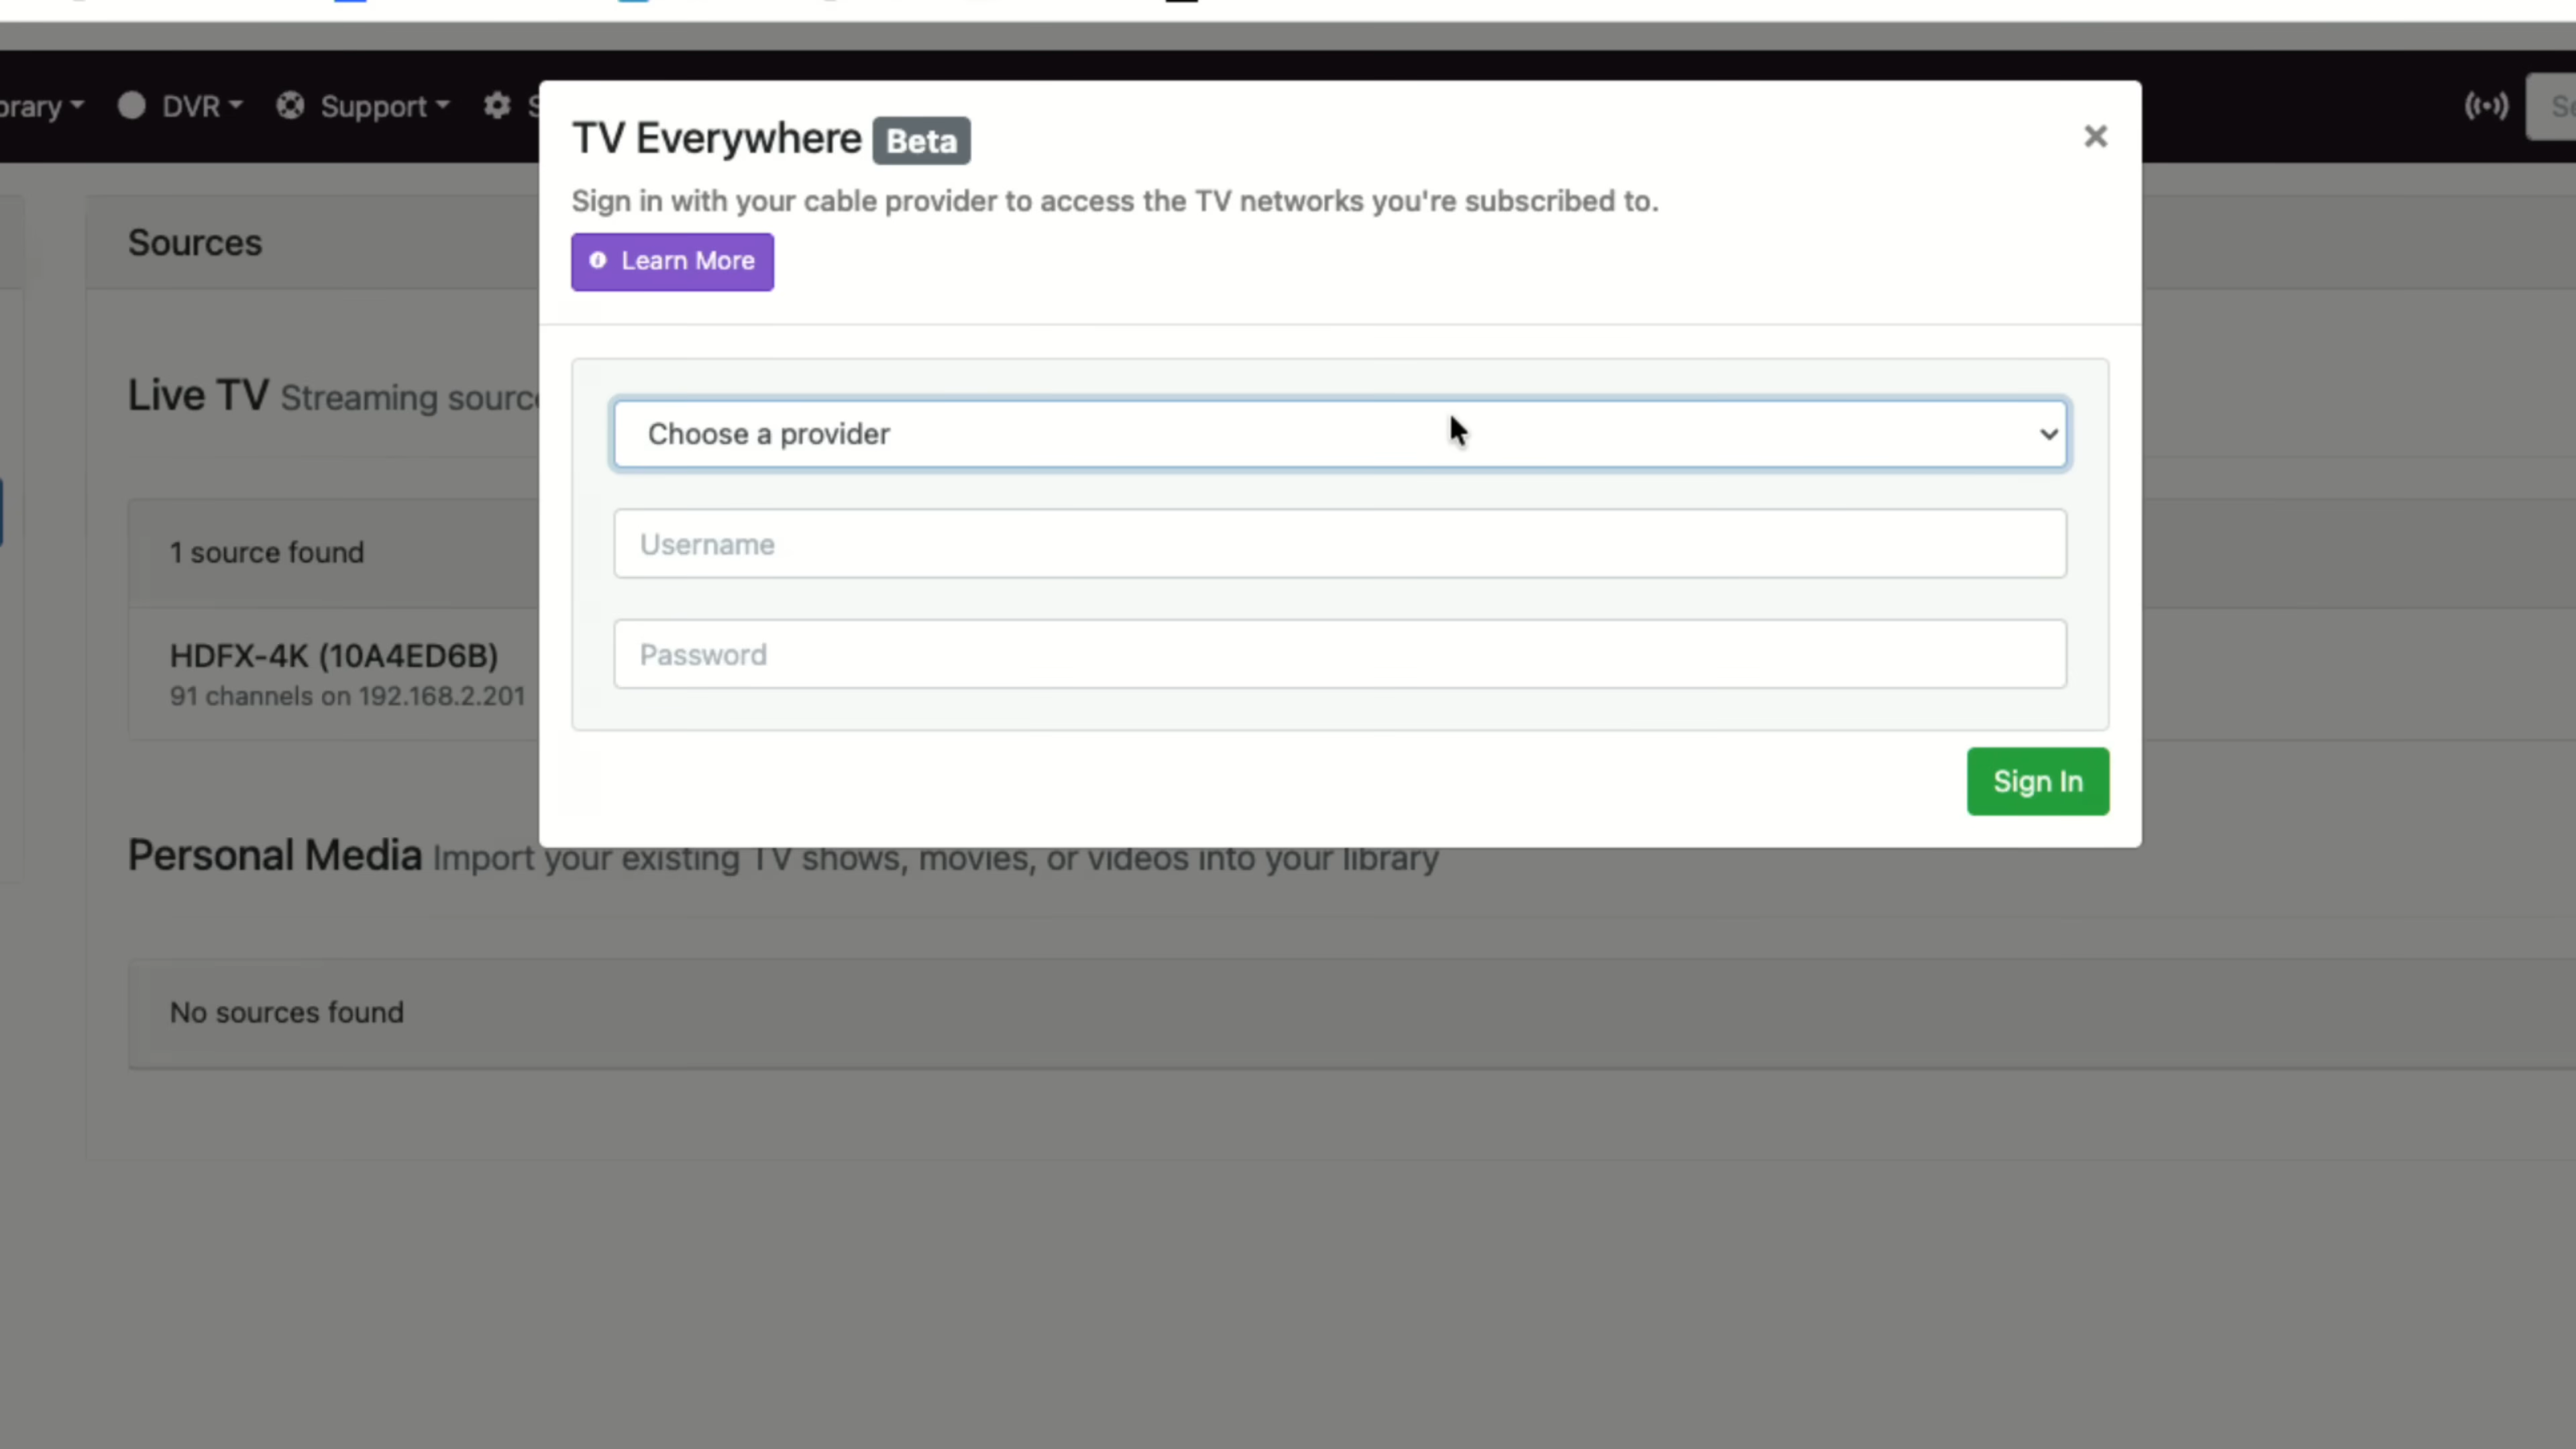 DVR
Support
TV Everywhere Beta
Sign in with your cable provider to access the TV networks you're subscribed to.
Learn More
Sources
Live TV Streaming
Choose a provider
Username
1 source found
Password
HDFX-4K (10A4ED6B)
91 channels on 192.168.2.201
Sign In
Personal Media Import your existing TV shows, movies, or videos into your library
No sources found